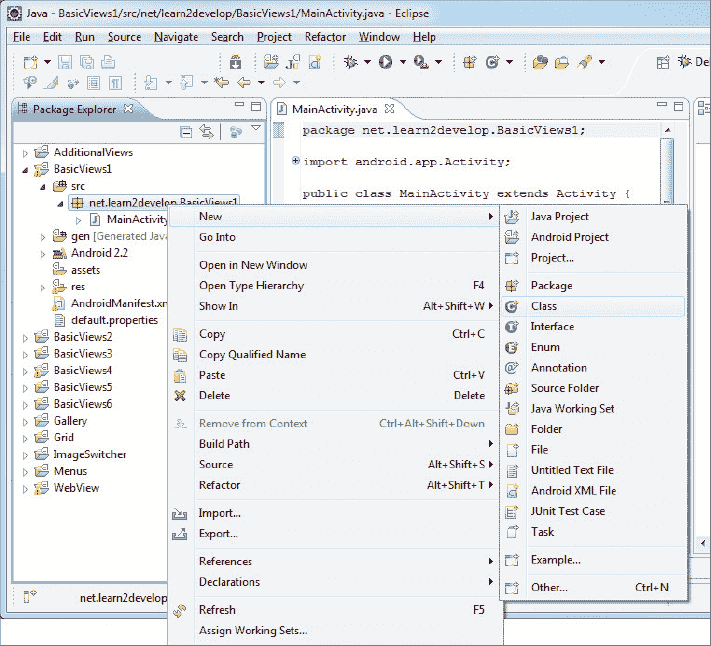 Java - BasicViews1/src/net/learn2develop/BasicViews1/MainActivity.java - Eclipse
File Edit Run Source Navigate Search Project Refactor Window Help
De
Package Explorer
AdditionalViews
BasicViews1
src
net.learn2develop.BasicViews1
MainActivity
gen [Generated Java
Android 2.2
assets
res
AndroidManifest.xm
default.properties
BasicViews2
BasicViews3
BasicViews4
BasicViews5
BasicViews6
Gallery
Grid
ImageSwitcher
Menus
WebView
net.learn2develop
MainActivity.java
package net.learn2develop.BasicViews1;
import android.app.Activity;
public class MainActivity extends Activity {
New
Go Into
Open in New Window
Open Type Hierarchy F4
Show In Alt+Shift+W
Copy Ctrl+C
Copy Qualified Name
Paste Ctrl+V
Delete Delete
Remove from Context Ctrl+Alt+Shift+Down
Build Path
Source Alt+Shift+S
Refactor Alt+Shift+T
Import...
Export...
References
Declarations
Refresh F5
Assign Working Sets...
Java Project
Android Project
Project...
Package
Class
Interface
Enum
Annotation
Source Folder
Java Working Set
Folder
File
Untitled Text File
Android XML File
JUnit Test Case
Task
Example...
Other... Ctrl+N